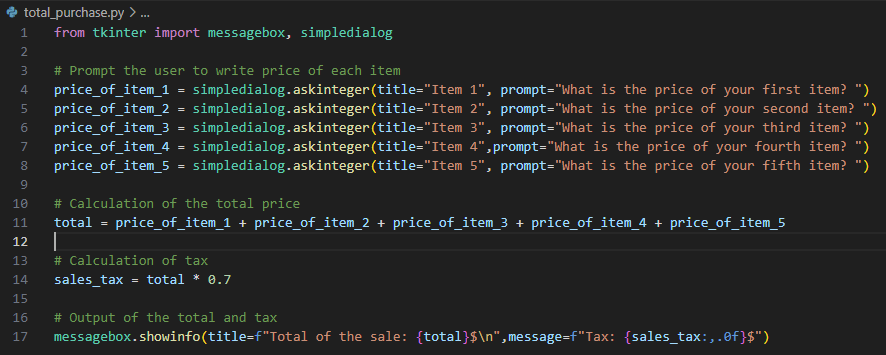 total_purchase.py > ...
1 from tkinter import messagebox, simpledialog
2
3 # Prompt the user to write price of each item
4 price_of_item_1 = simpledialog.askinteger(title="Item 1", prompt="What is the price of your first item? ")
5 price_of_item_2 = simpledialog.askinteger(title="Item 2", prompt="What is the price of your second item? ")
6 price_of_item_3 = simpledialog.askinteger(title="Item 3", prompt="What is the price of your third item? ")
7 price_of_item_4 = simpledialog.askinteger(title="Item 4",prompt="What is the price of your fourth item? ")
8 price_of_item_5 = simpledialog.askinteger(title="Item 5", prompt="What is the price of your fifth item? ")
9
10 # Calculation of the total price
11 total = price_of_item_1 + price_of_item_2 + price_of_item_3 + price_of_item_4 + price_of_item_5
12
13 # Calculation of tax
14 sales_tax = total * 0.7
15
16 # Output of the total and tax
17 messagebox.showinfo(title=f"Total of the sale: {total}$\n",message=f"Tax: {sales_tax:,.0f}$")